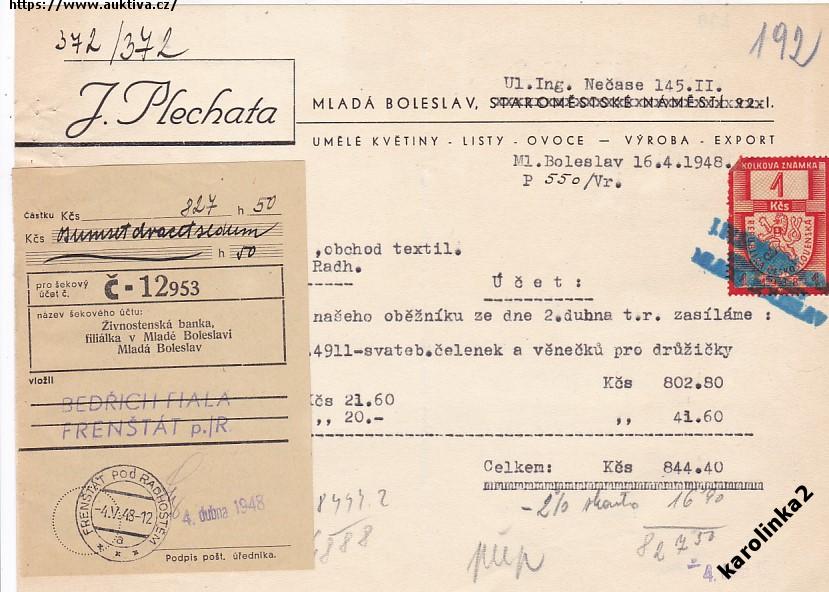 https://www.auktiva.cz/
372/372
192
J. Plechata
Ul.Ing. Nečase 145.II.
MLADÁ BOLESLAV, STAROMĚSTSKÉ NÁMĚSTÍ 92-I.
UMĚLÉ KVĚTINY - LISTY - OVOCE — VÝROBA - EXPORT
Ml.Boleslav 16.4.1948.
P 550/Vr.
KOLKOVÁ ZNÁMKA
1
Kčs
částku Kčs 827 h 50
Kčs
h 50
pro šekový účet č. Č-12953
název šekového účtu:
Živnostenská banka,
filiálka v Mladé Boleslavi
Mladá Boleslav
vložil
BEDŘICH FIALA
FRENŠTÁT p./R.
FRENŠTÁT POD RADHOŠTĚM
-4.V.48-12
a
4. dubna 1948
Podpis pošt. úředníka.
,obchod textil.
Radh.
Účet:
našeho oběžníku ze dne 2.dubna t.r. zasíláme :
.4911-svateb.čelenek a věnečků pro družičky
Kčs 802.80
Kčs 21.60
,, 20.- ,, 41.60
Celkem: Kčs 844.40
-2% skonto 16 90
827 50
karolinka2